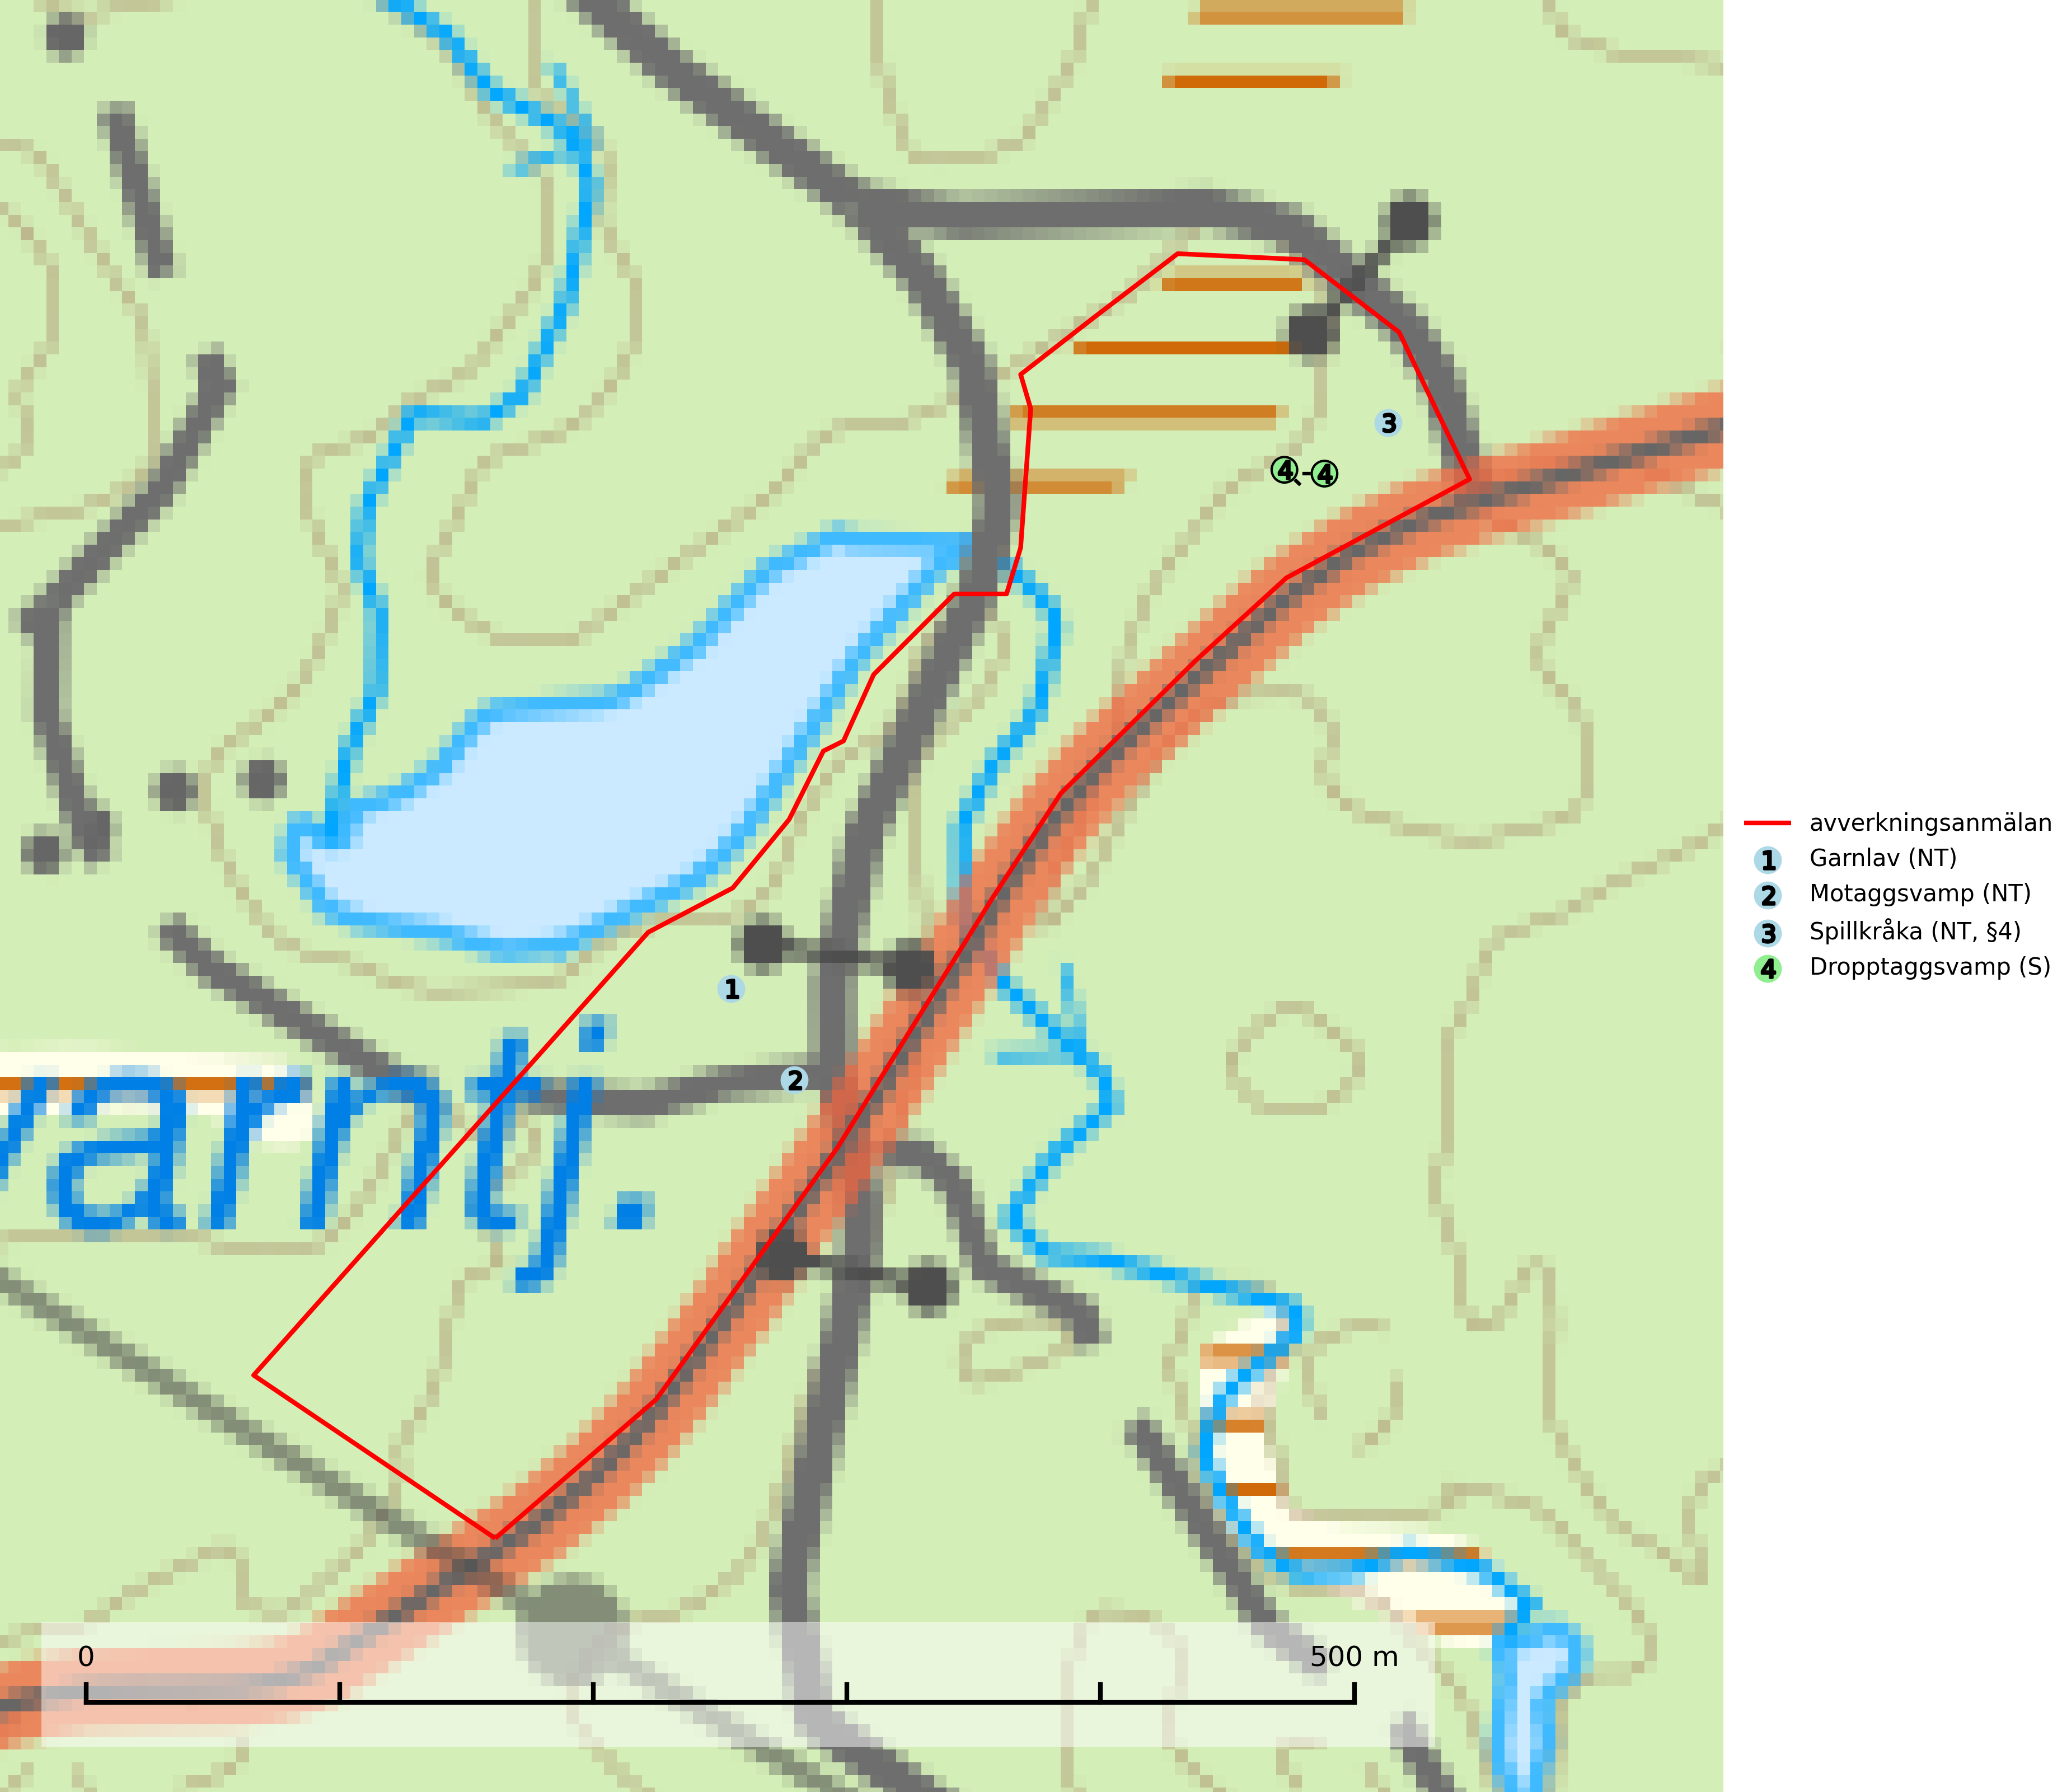 3
4 4
1
2
varntj.
0 500 m
avverkningsanmälan
1 Garnlav (NT)
2 Motaggsvamp (NT)
3 Spillkråka (NT, §4)
4 Dropptaggsvamp (S)